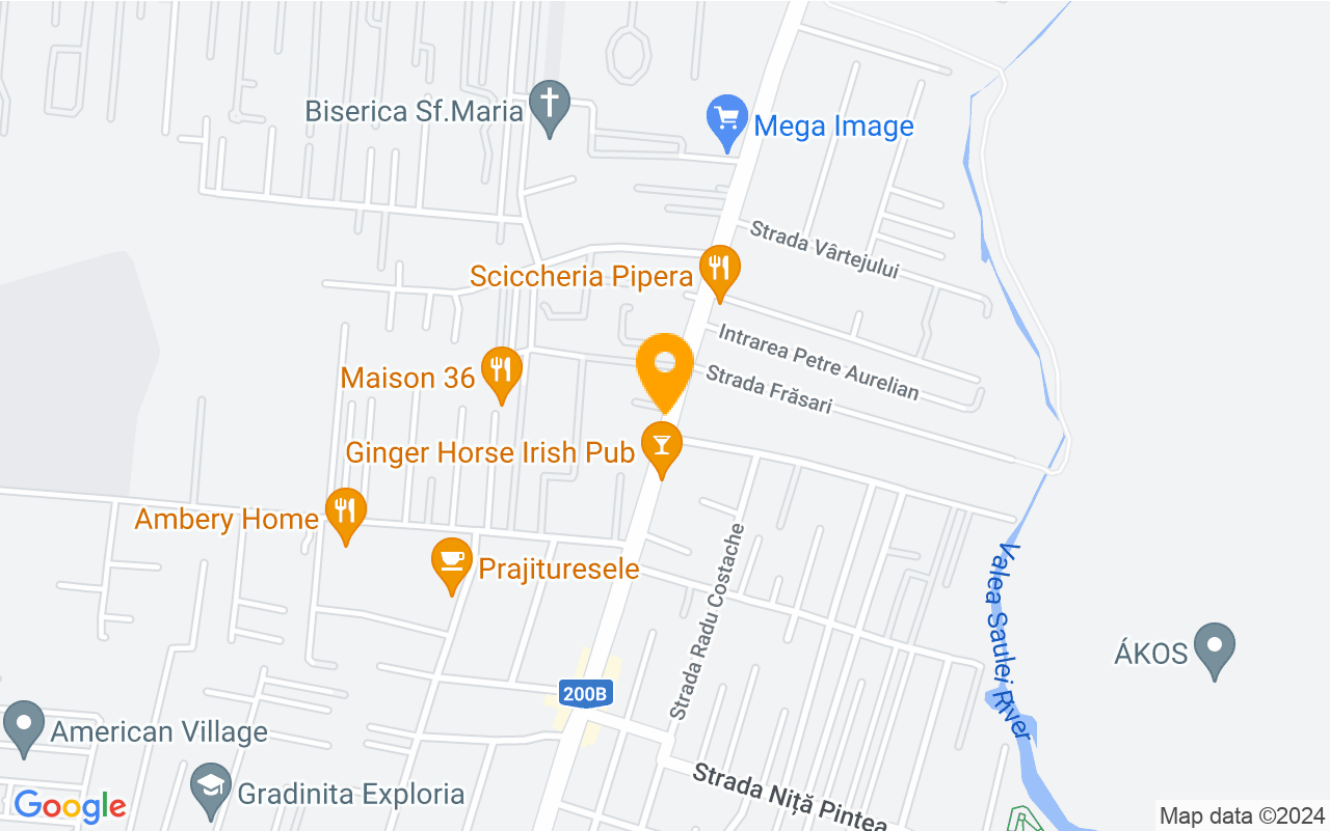 Biserica Sf.Maria
Mega Image
Strada Vârtejului
Sciccheria Pipera
Intrarea Petre Aurelian
Maison 36
Strada Frăsari
Ginger Horse Irish Pub
Ambery Home
Prajituresele
Strada Radu Costache
Valea Saulei River
ÁKOS
200B
American Village
Strada Niță Pintea
Gradinita Exploria
Google
Map data ©2024